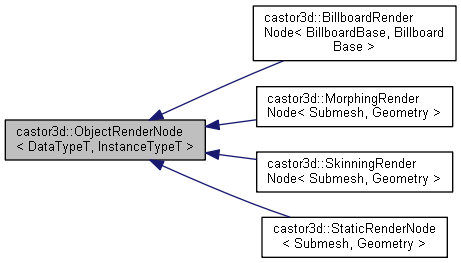 castor3d::BillboardRender
Node< BillboardBase, Billboard
Base >
castor3d::MorphingRender
Node< Submesh, Geometry >
castor3d::ObjectRenderNode
< DataTypeT, InstanceTypeT >
castor3d::SkinningRender
Node< Submesh, Geometry >
castor3d::StaticRenderNode
< Submesh, Geometry >